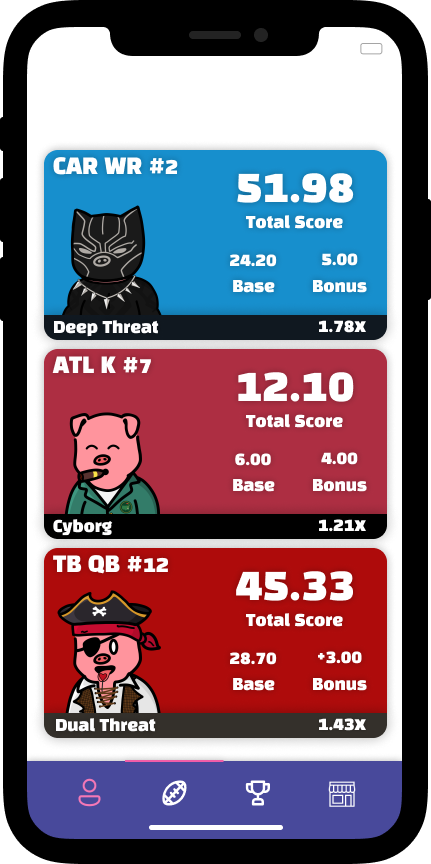 CAR WR #2
51.98
Total Score
24.20 5.00
Base Bonus
Deep Threat 1.78X
ATL K #7
12.10
Total Score
6.00 4.00
Base Bonus
Cyborg 1.21X
TB QB #12
45.33
Total Score
28.70 +3.00
Base Bonus
Dual Threat 1.43X